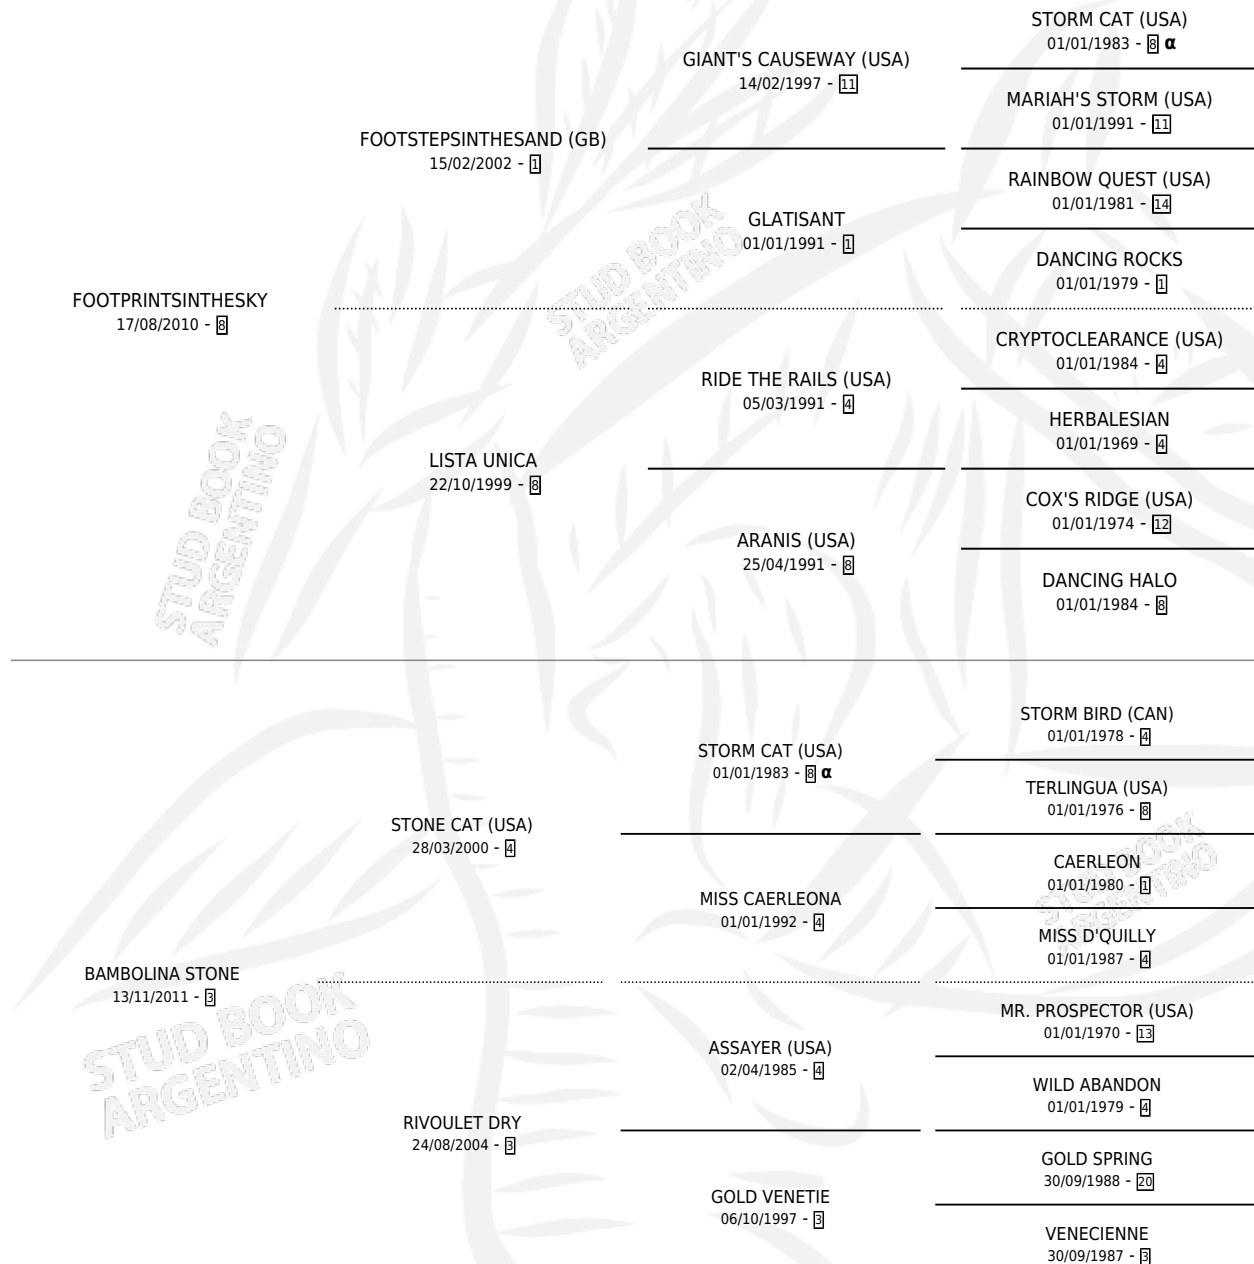 STORM CAT (USA)
01/01/1983 - 8 α
GIANT'S CAUSEWAY (USA)
14/02/1997 - 11
MARIAH'S STORM (USA)
01/01/1991 - 11
FOOTSTEPSINTHESAND (GB)
15/02/2002 - 1
RAINBOW QUEST (USA)
01/01/1981 - 14
GLATISANT
01/01/1991 - 1
DANCING ROCKS
01/01/1979 - 1
FOOTPRINTSINTHESKY
17/08/2010 - 8
CRYPTOCLEARANCE (USA)
01/01/1984 - 4
RIDE THE RAILS (USA)
05/03/1991 - 4
HERBALESIAN
01/01/1969 - 4
LISTA UNICA
22/10/1999 - 8
COX'S RIDGE (USA)
01/01/1974 - 12
ARANIS (USA)
25/04/1991 - 8
DANCING HALO
01/01/1984 - 8
STORM BIRD (CAN)
01/01/1978 - 4
STORM CAT (USA)
01/01/1983 - 8 α
TERLINGUA (USA)
01/01/1976 - 8
STONE CAT (USA)
28/03/2000 - 4
CAERLEON
01/01/1980 - 1
MISS CAERLEONA
01/01/1992 - 4
MISS D'QUILLY
01/01/1987 - 4
BAMBOLINA STONE
13/11/2011 - 3
MR. PROSPECTOR (USA)
01/01/1970 - 13
ASSAYER (USA)
02/04/1985 - 4
WILD ABANDON
01/01/1979 - 4
RIVOULET DRY
24/08/2004 - 3
GOLD SPRING
30/09/1988 - 20
GOLD VENETIE
06/10/1997 - 3
VENECIENNE
30/09/1987 - 3
STUD BOOK
ARGENTINO
STUD BOOK
ARGENTINO
STUD BOOK
ARGENTINO
STUD BOOK
ARGENTINO